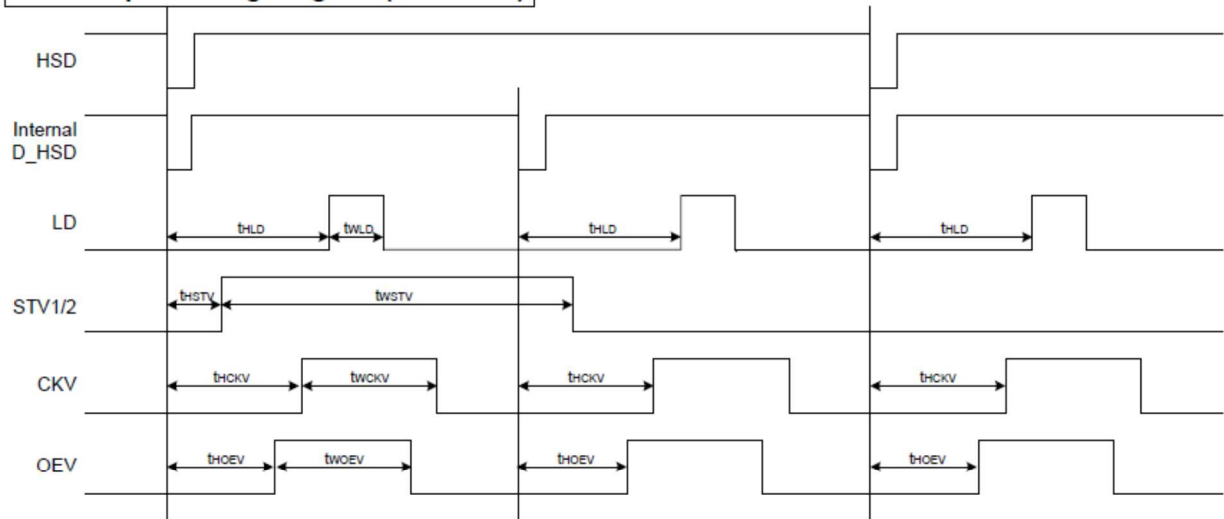 HSD
Internal
D_HSD
LD
tHLD tWLD tHLD tHLD
STV1/2
tHSTV tWSTV
CKV
tHCKV tWCKV tHCKV tHCKV
OEV
tHOEV tWOEV tHOEV tHOEV